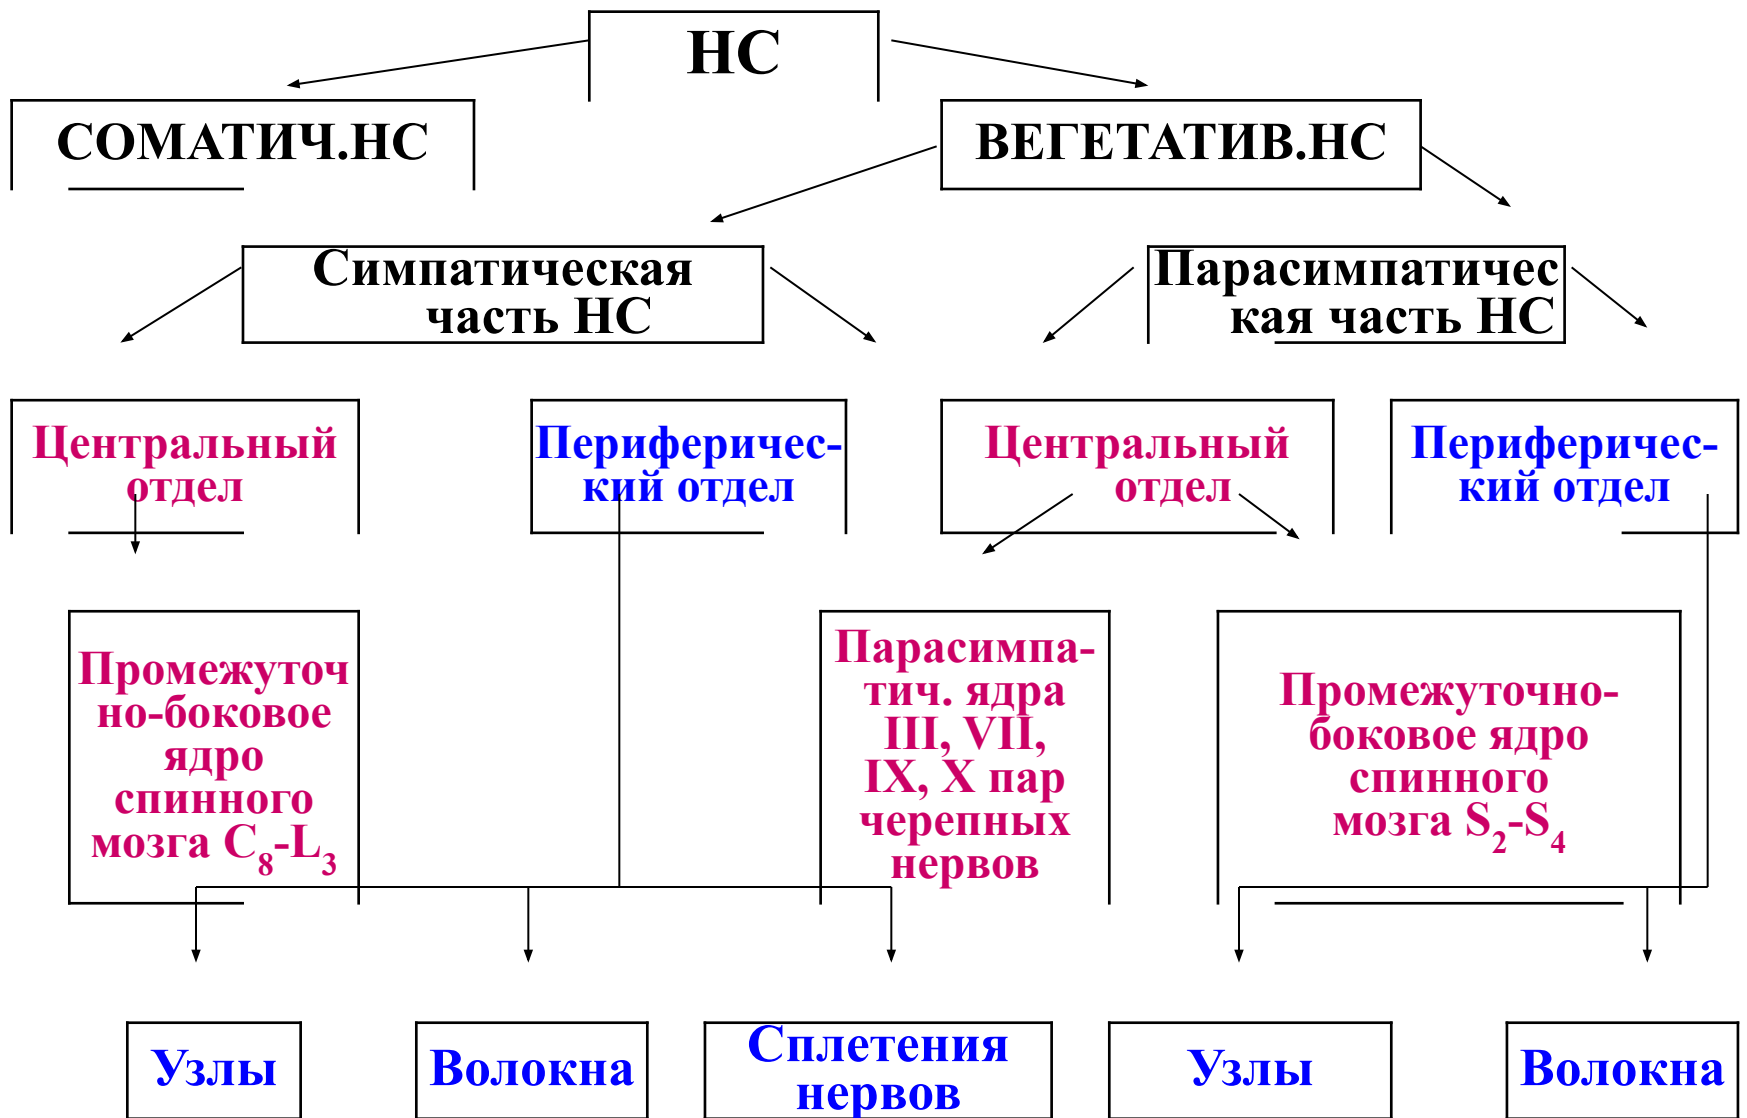 НС
СОМАТИЧ.НС
ВЕГЕТАТИВ.НС
Симпатическая
часть НС
Парасимпатичес
кая часть НС
Центральный
отдел
Периферичес-
кий отдел
Центральный
отдел
Периферичес-
кий отдел
Промежуточ
но-боковое
ядро
спинного
мозга C₈-L₃
Парасимпа-
тич. ядра
III, VII,
IX, X пар
черепных
нервов
Промежуточно-
боковое ядро
спинного
мозга S₂-S₄
Узлы
Волокна
Сплетения
нервов
Узлы
Волокна